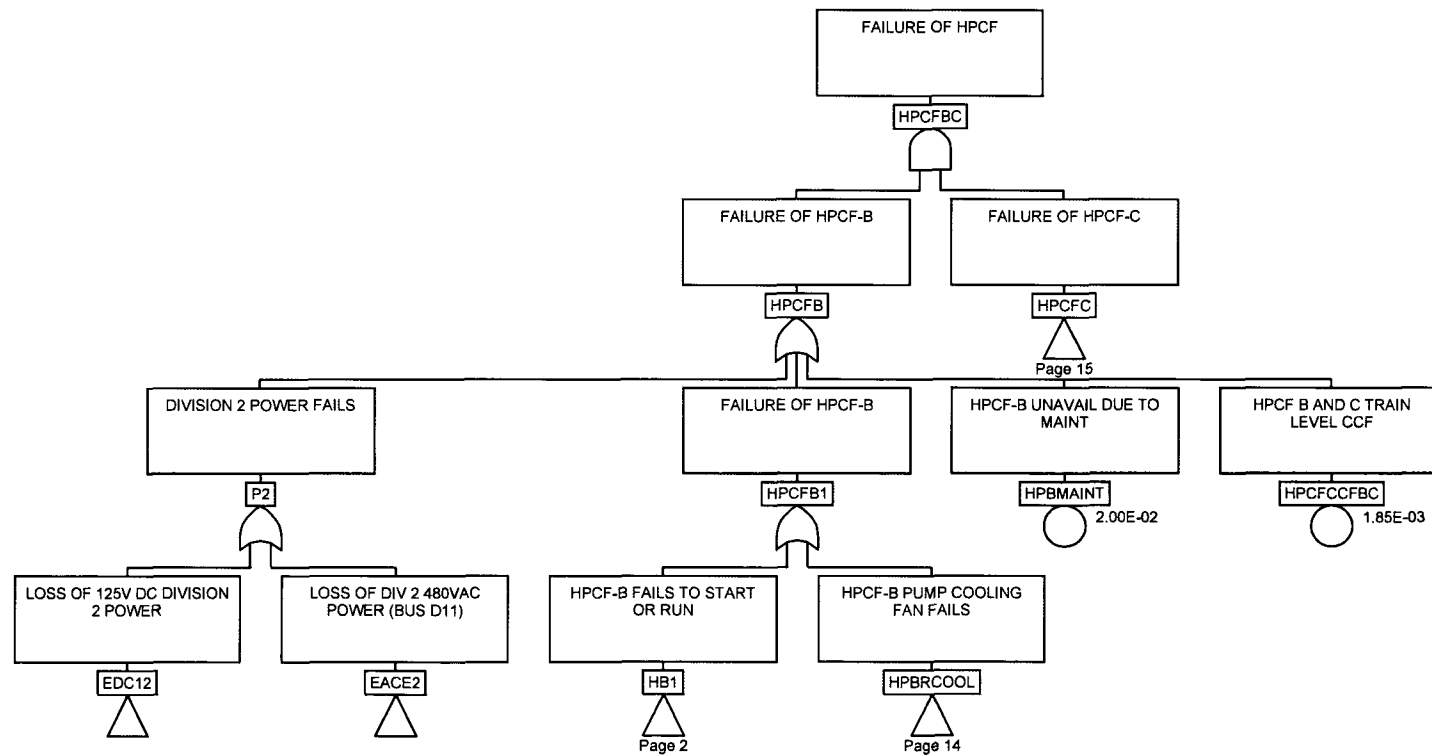 FAILURE OF HPCF
HPCFBC
FAILURE OF HPCF-B
FAILURE OF HPCF-C
HPCFB
HPCFC
Page 15
DIVISION 2 POWER FAILS
FAILURE OF HPCF-B
HPCF-B UNAVAIL DUE TO
MAINT
HPCF B AND C TRAIN
LEVEL CCF
P2
HPCFB1
HPBMAINT
2.00E-02
HPCFCCFBC
1.85E-03
LOSS OF 125V DC DIVISION
2 POWER
LOSS OF DIV 2 480VAC
POWER (BUS D11)
HPCF-B FAILS TO START
OR RUN
HPCF-B PUMP COOLING
FAN FAILS
EDC12
EACE2
HB1
HPBRCOOL
Page 2
Page 14